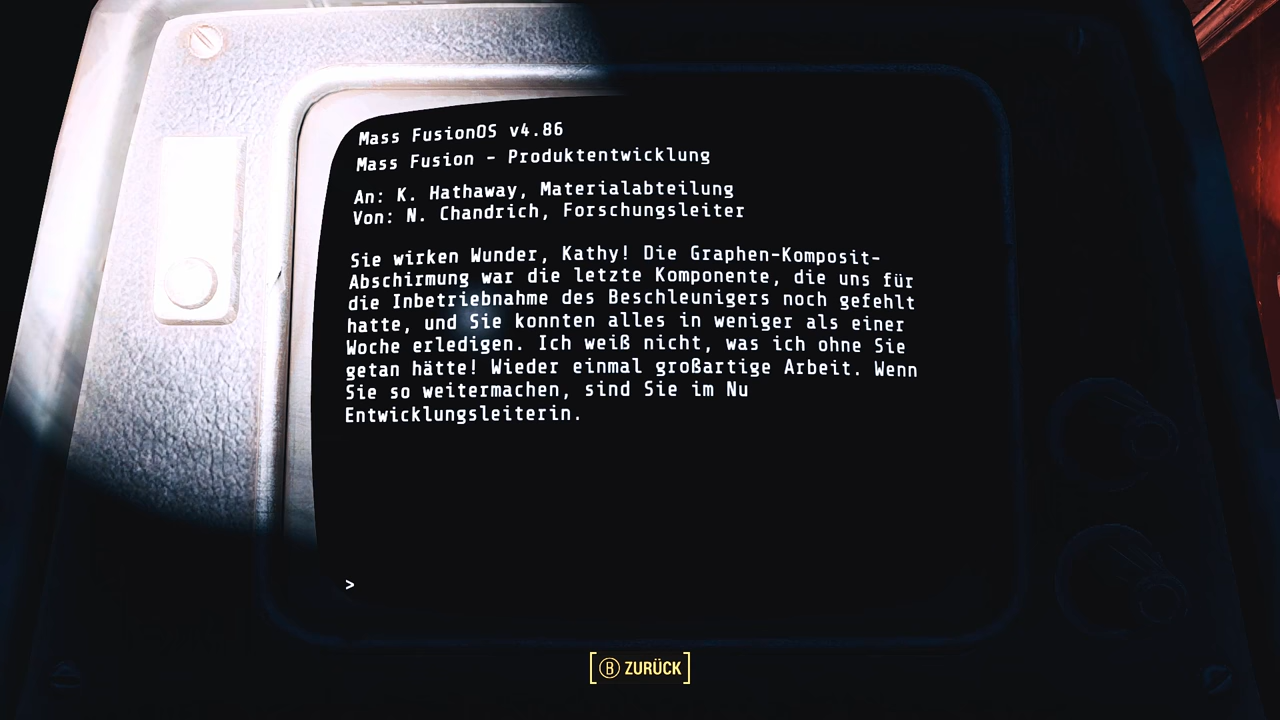 Mass FusionOS v4.86
Mass Fusion - Produktentwicklung
An: K. Hathaway, Materialabteilung
Von: N. Chandrich, Forschungsleiter
Sie wirken Wunder, Kathy! Die Graphen-Komposit-
Abschirmung war die letzte Komponente, die uns für
die Inbetriebnahme des Beschleunigers noch gefehlt
hatte, und Sie konnten alles in weniger als einer
Woche erledigen. Ich weiß nicht, was ich ohne Sie
getan hätte! Wieder einmal großartige Arbeit. Wenn
Sie so weitermachen, sind Sie im Nu
Entwicklungsleiterin.
>
B ZURÜCK